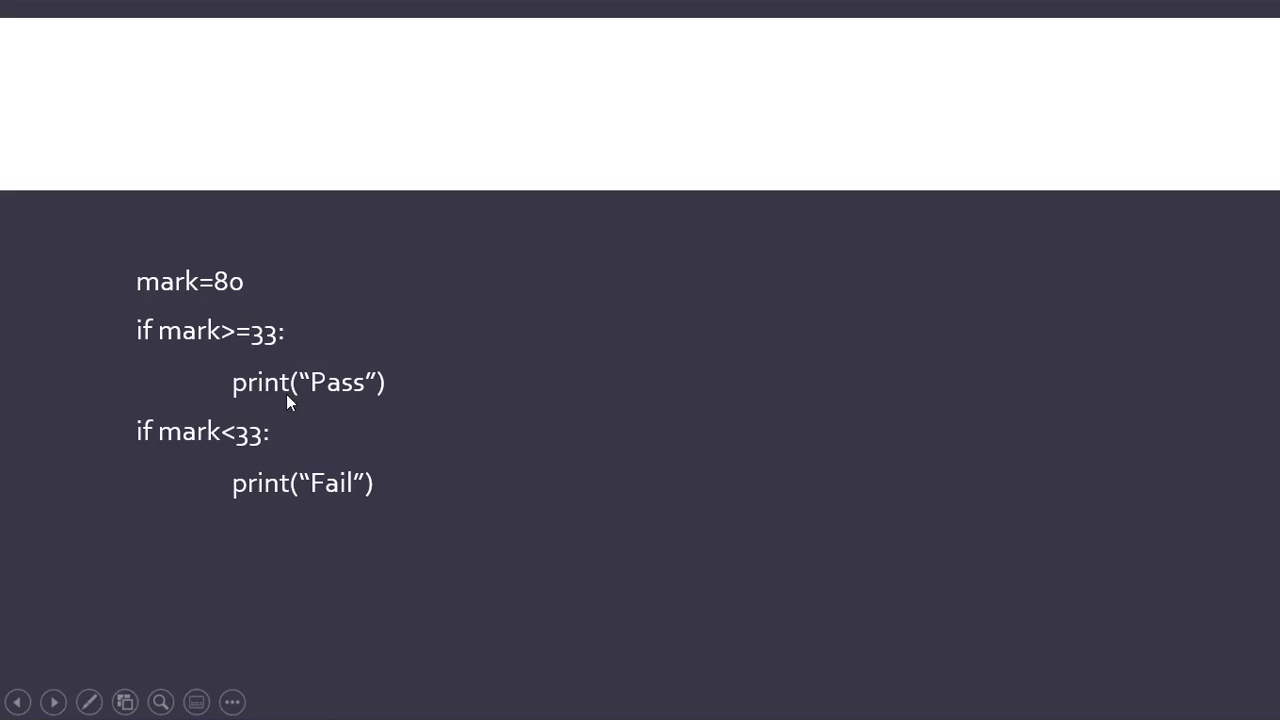 mark=80
if mark>=33:
print(“Pass”)
if mark<33:
print(“Fail”)